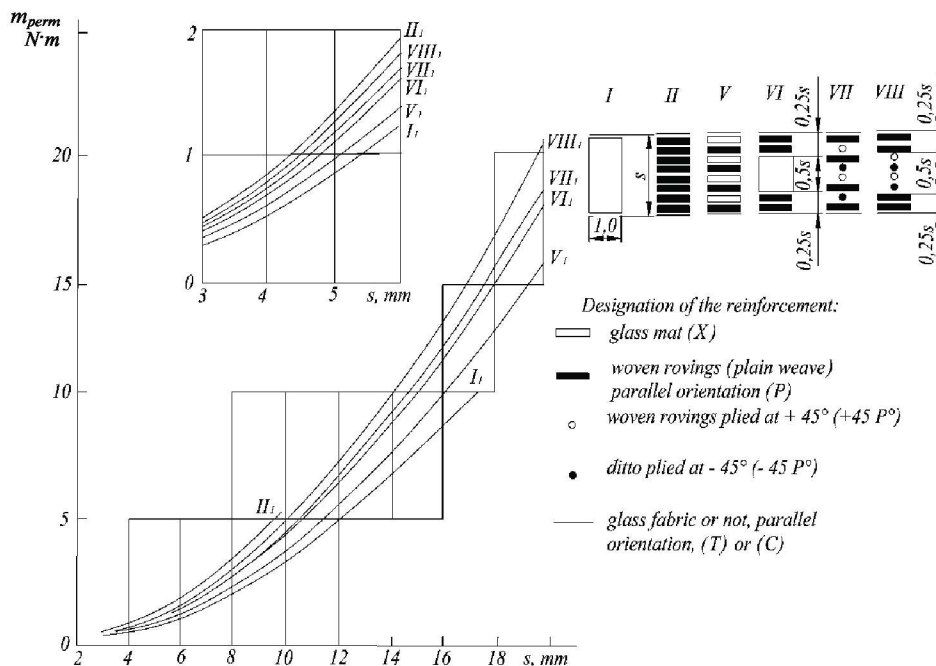 m_perm
N·m
20
15
10
5
0
2
4
6
8
10
12
14
16
18
s, mm
2
1
0
3
4
5
s, mm
II₁
VIII₁
VII₁
VI₁
V₁
I₁
VIII₁
VII₁
VI₁
V₁
I₁
II₁
I II V VI VII VIII
0,25s
0,5s
0,25s
0,25s
0,5s
0,25s
s
1,0
Designation of the reinforcement:
glass mat (X)
woven rovings (plain weave)
parallel orientation (P)
woven rovings plied at + 45° (+45 P°)
ditto plied at - 45° (- 45 P°)
glass fabric or not, parallel
orientation, (T) or (C)